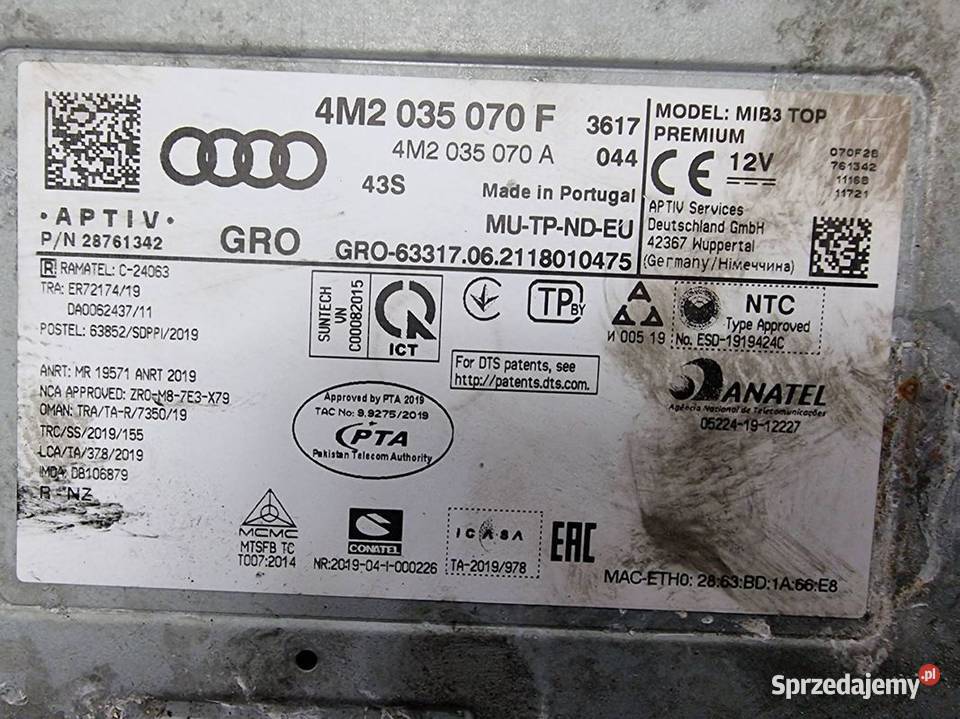 4M2 035 070 F
3617
4M2 035 070 A
044
43S
Made in Portugal
MU-TP-ND-EU
GRO
GRO-63317.06.2118010475
• APTIV •
P/N 28761342
MODEL: MIB3 TOP
PREMIUM
CE 12V
070F28
761342
11168
11721
APTIV Services
Deutschland GmbH
42367 Wuppertal
(Germany/Німеччина)
R RAMATEL: C-24063
TRA: ER72174/19
DA0062437/11
POSTEL: 63852/SDPPI/2019
ANRT: MR 19571 ANRT 2019
NCA APPROVED: ZRO-M8-7E3-X79
OMAN: TRA/TA-R/7350/19
TRC/SS/2019/155
LCA/TA/378/2019
IMDA: DB106879
R-NZ
SUNTECH
VN
C00082015
ICT
TP BY
И 005 19
NTC
Type Approved
No. ESD-1919424C
For DTS patents, see
http://patents.dts.com.
Approved by PTA 2019
TAC No: 9.9275/2019
PTA
Pakistan Telecom Authority
ANATEL
Agência Nacional de Telecomunicações
05224-19-12227
MCMC
MTSFB TC
T007:2014
CONATEL
NR:2019-04-I-000226
ICASA
TA-2019/978
EAC
MAC-ETH0: 28:63:BD:1A:66:E8
Sprzedajemy.pl